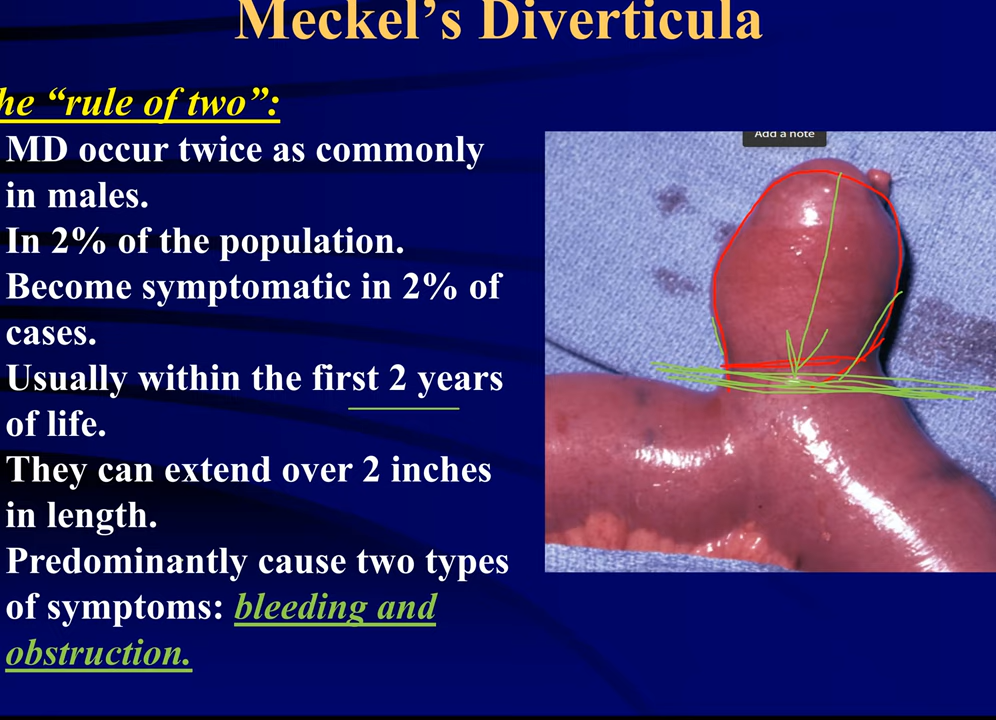 Meckel's Diverticula
he "rule of two":
MD occur twice as commonly
in males.
In 2% of the population.
Become symptomatic in 2% of
cases.
Usually within the first 2 years
of life.
They can extend over 2 inches
in length.
Predominantly cause two types
of symptoms: bleeding and
obstruction.
Add a note